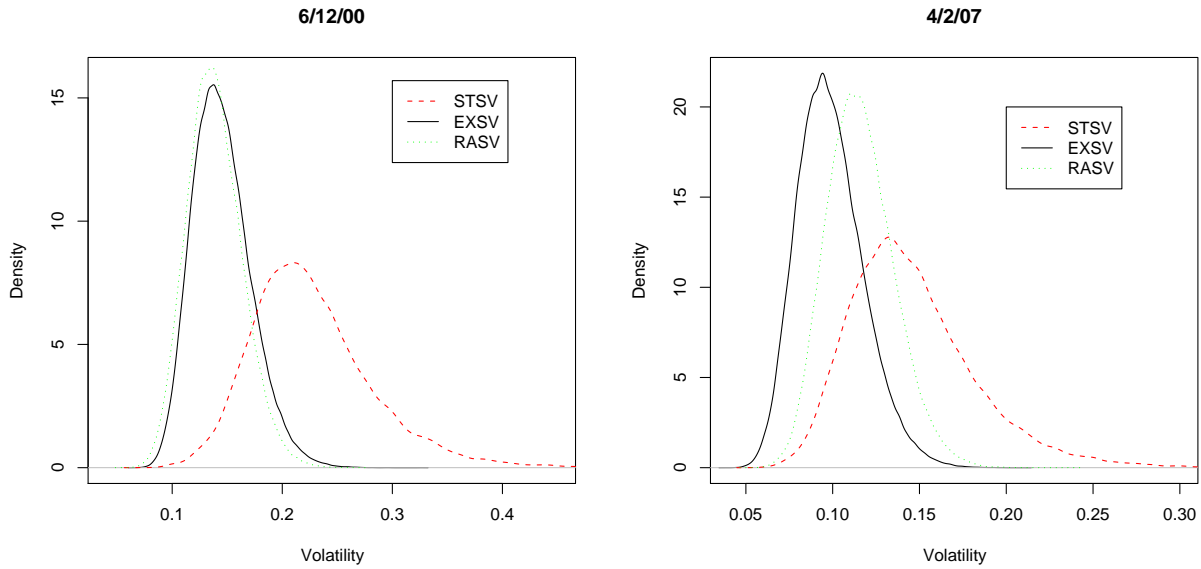 6/12/00
STSV
EXSV
RASV
15
10
5
0
Density
0.1 0.2 0.3 0.4
Volatility
4/2/07
STSV
EXSV
RASV
20
15
10
5
0
Density
0.05 0.10 0.15 0.20 0.25 0.30
Volatility